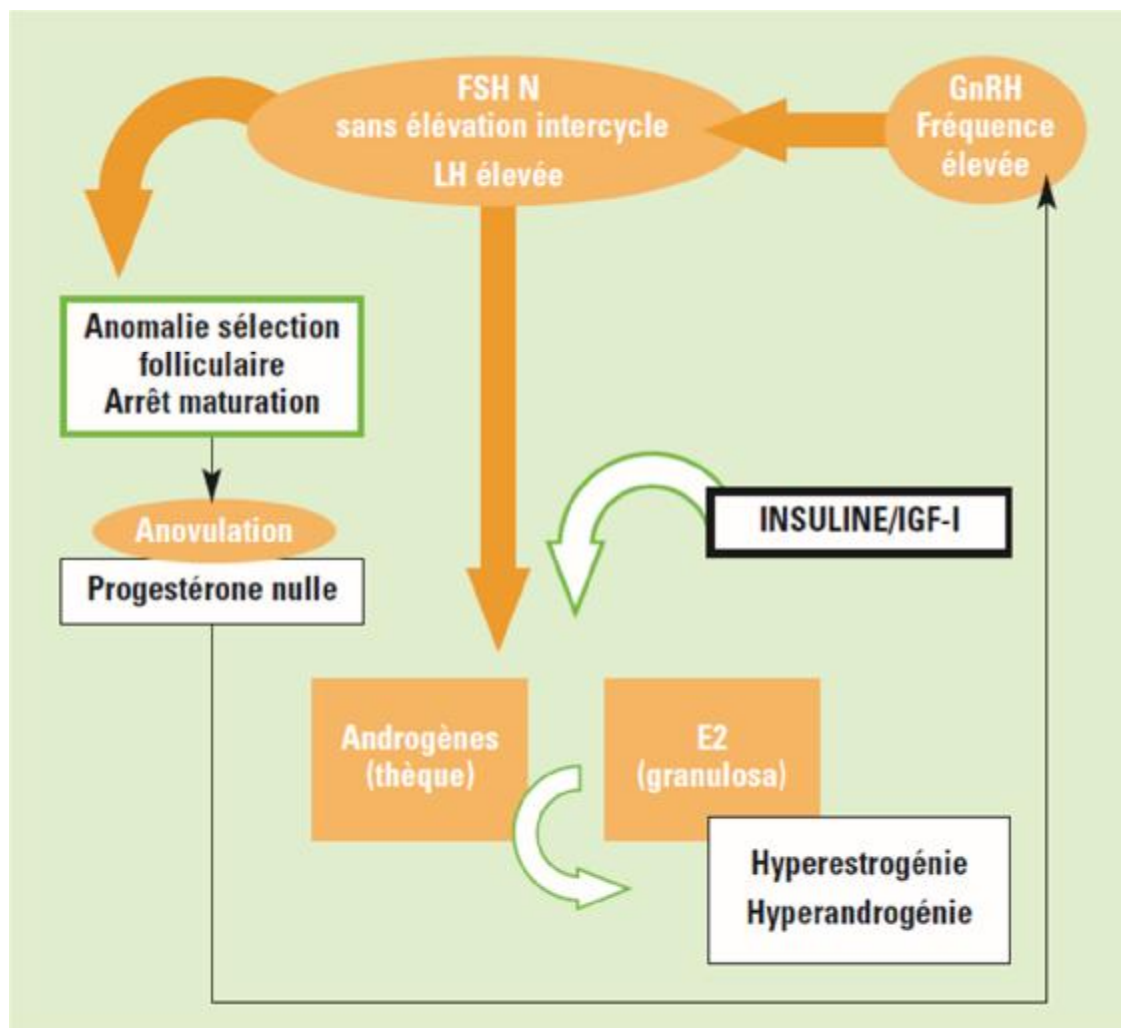 FSH N
sans élévation intercycle
LH élevée
GnRH
Fréquence
élevée
Anomalie sélection
folliculaire
Arrêt maturation
Anovulation
Progestérone nulle
INSULINE/IGF-I
Androgènes
(thèque)
E2
(granulosa)
Hyperestrogénie
Hyperandrogénie